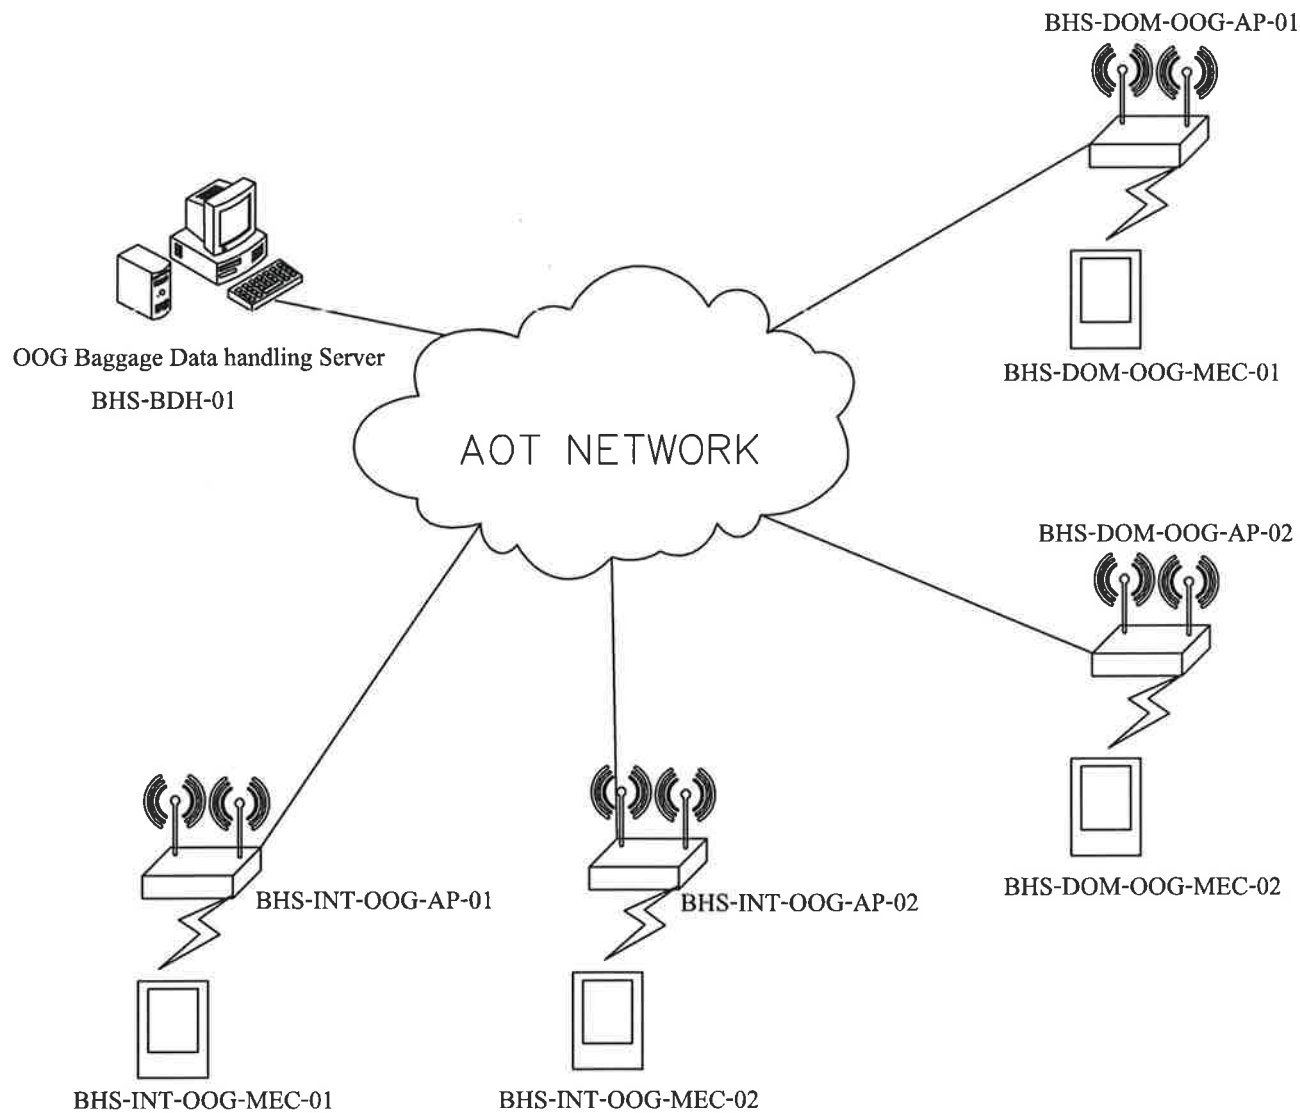 BHS-DOM-OOG-AP-01
OOG Baggage Data handling Server
BHS-BDH-01
BHS-DOM-OOG-MEC-01
AOT NETWORK
BHS-DOM-OOG-AP-02
BHS-DOM-OOG-MEC-02
BHS-INT-OOG-AP-01
BHS-INT-OOG-AP-02
BHS-INT-OOG-MEC-01
BHS-INT-OOG-MEC-02